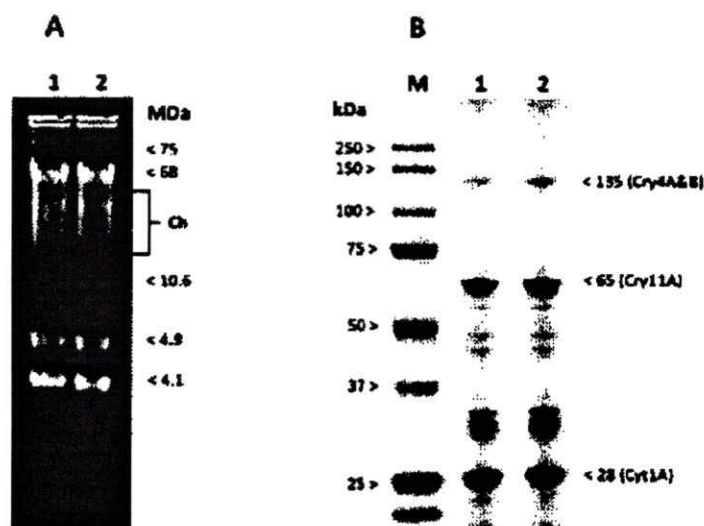 A
1 2
MDa
< 75
< 68
Ch
< 10.6
< 4.9
< 4.1
B
kDa M 1 2
250 >
150 >
100 >
75 >
50 >
37 >
25 >
< 135 (Cry4A&B)
< 65 (Cry11A)
< 28 (Cyt1A)